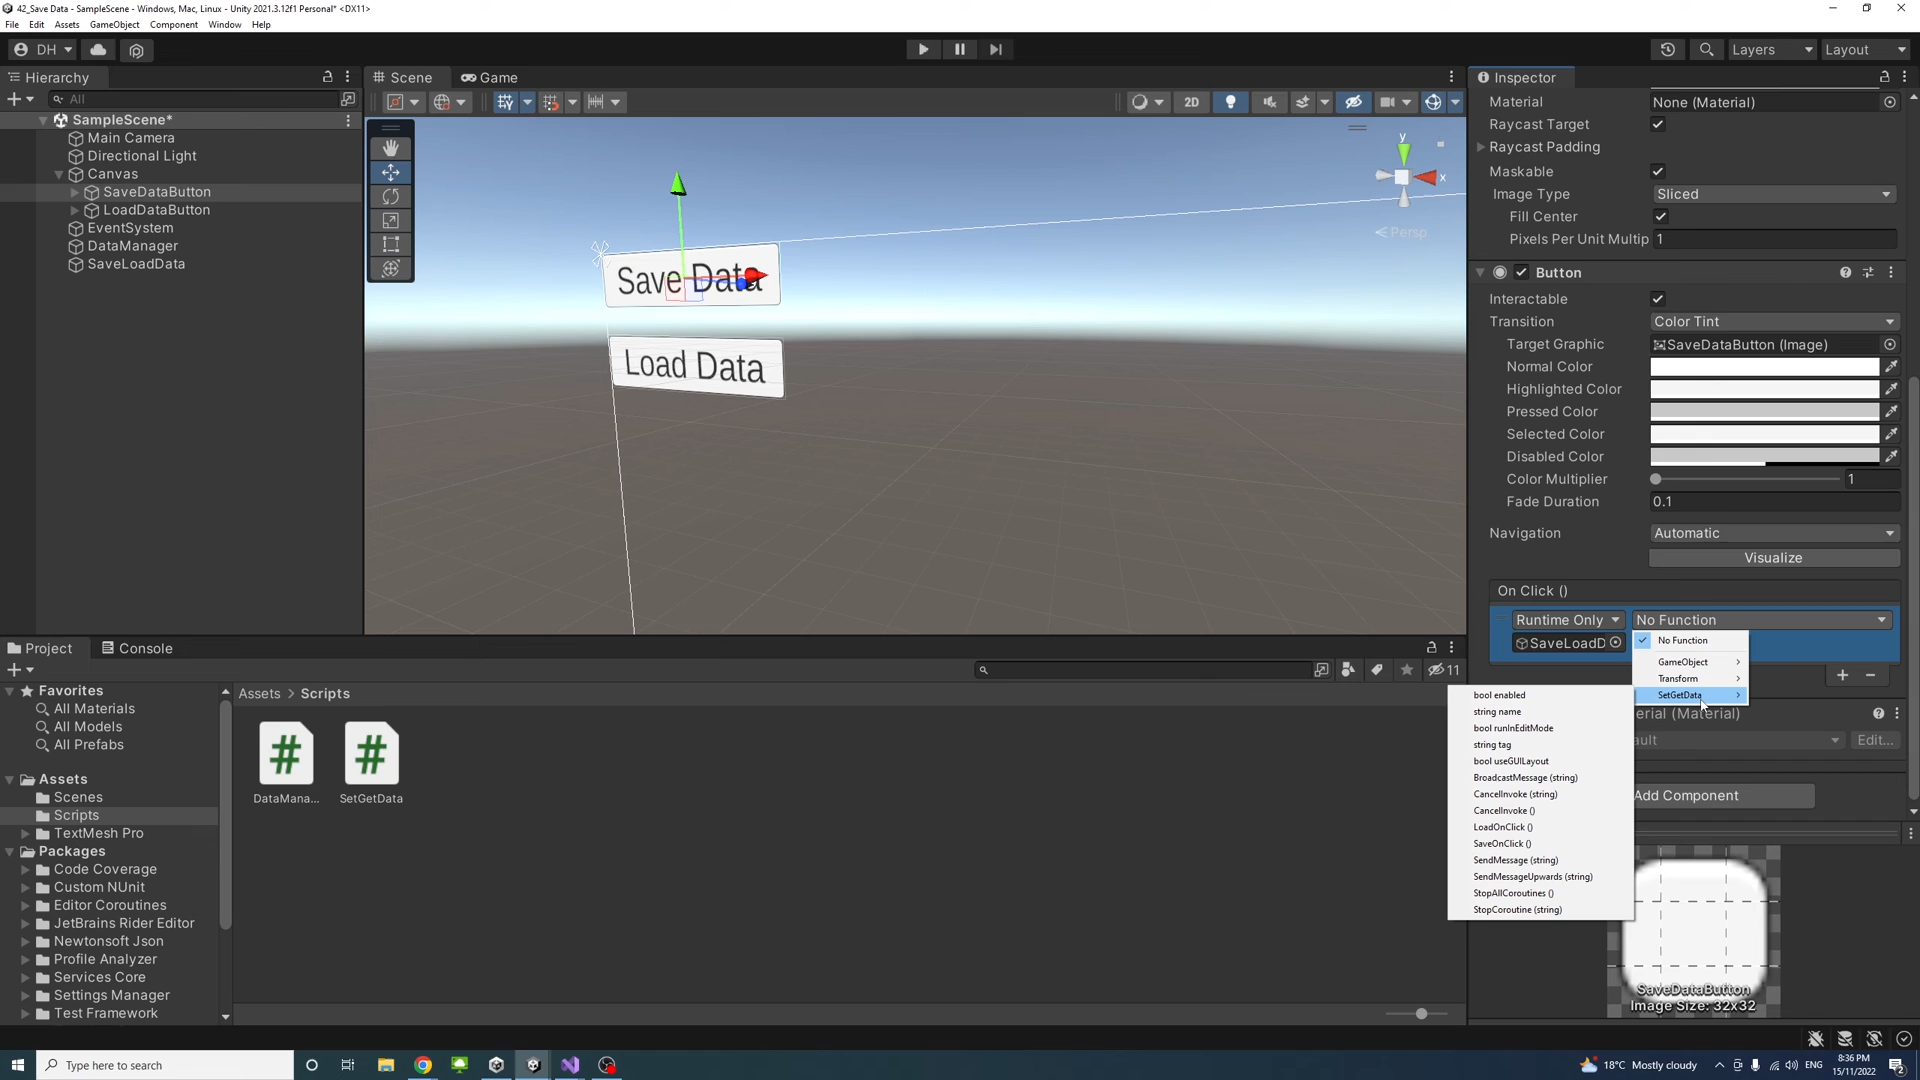 42_Save Data - SampleScene - Windows, Mac, Linux - Unity 2021.3.12f1 Personal* <DX11>
File Edit Assets GameObject Component Window Help
DH Layers Layout
Hierarchy
All
SampleScene*
Main Camera
Directional Light
Canvas
SaveDataButton
LoadDataButton
EventSystem
DataManager
SaveLoadData
Scene Game
2D
y
x
Persp
Save Data
Load Data
Inspector
Material None (Material)
Raycast Target
Raycast Padding
Maskable
Image Type Sliced
Fill Center
Pixels Per Unit Multip 1
Button
Interactable
Transition Color Tint
Target Graphic SaveDataButton (Image)
Normal Color
Highlighted Color
Pressed Color
Selected Color
Disabled Color
Color Multiplier 1
Fade Duration 0.1
Navigation Automatic
Visualize
On Click ()
Runtime Only No Function
SaveLoadD
No Function
GameObject
Transform
SetGetData
bool enabled
string name
bool runInEditMode
string tag
bool useGUILayout
BroadcastMessage (string)
CancelInvoke (string)
CancelInvoke ()
LoadOnClick ()
SaveOnClick ()
SendMessage (string)
SendMessageUpwards (string)
StopAllCoroutines ()
StopCoroutine (string)
erial (Material)
ault Edit...
Add Component
SaveDataButton
Image Size: 32x32
Project Console
11
Favorites
All Materials
All Models
All Prefabs
Assets
Scenes
Scripts
TextMesh Pro
Packages
Code Coverage
Custom NUnit
Editor Coroutines
JetBrains Rider Editor
Newtonsoft Json
Profile Analyzer
Services Core
Settings Manager
Test Framework
Assets > Scripts
DataMana...
SetGetData
Type here to search
18°C Mostly cloudy
ENG
8:36 PM
15/11/2022
2